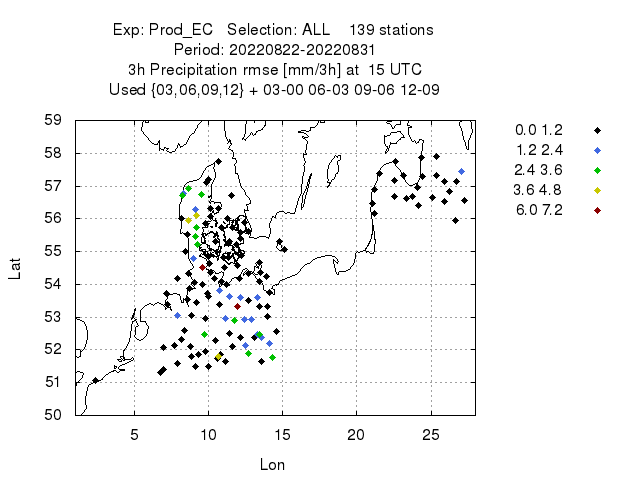 Exp: Prod_EC Selection: ALL 139 stations
Period: 20220822-20220831
3h Precipitation rmse [mm/3h] at 15 UTC
Used {03,06,09,12} + 03-00 06-03 09-06 12-09
59
58
57
56
55
54
53
52
51
50
Lat
5 10 15 20 25
Lon
0.0 1.2
1.2 2.4
2.4 3.6
3.6 4.8
6.0 7.2